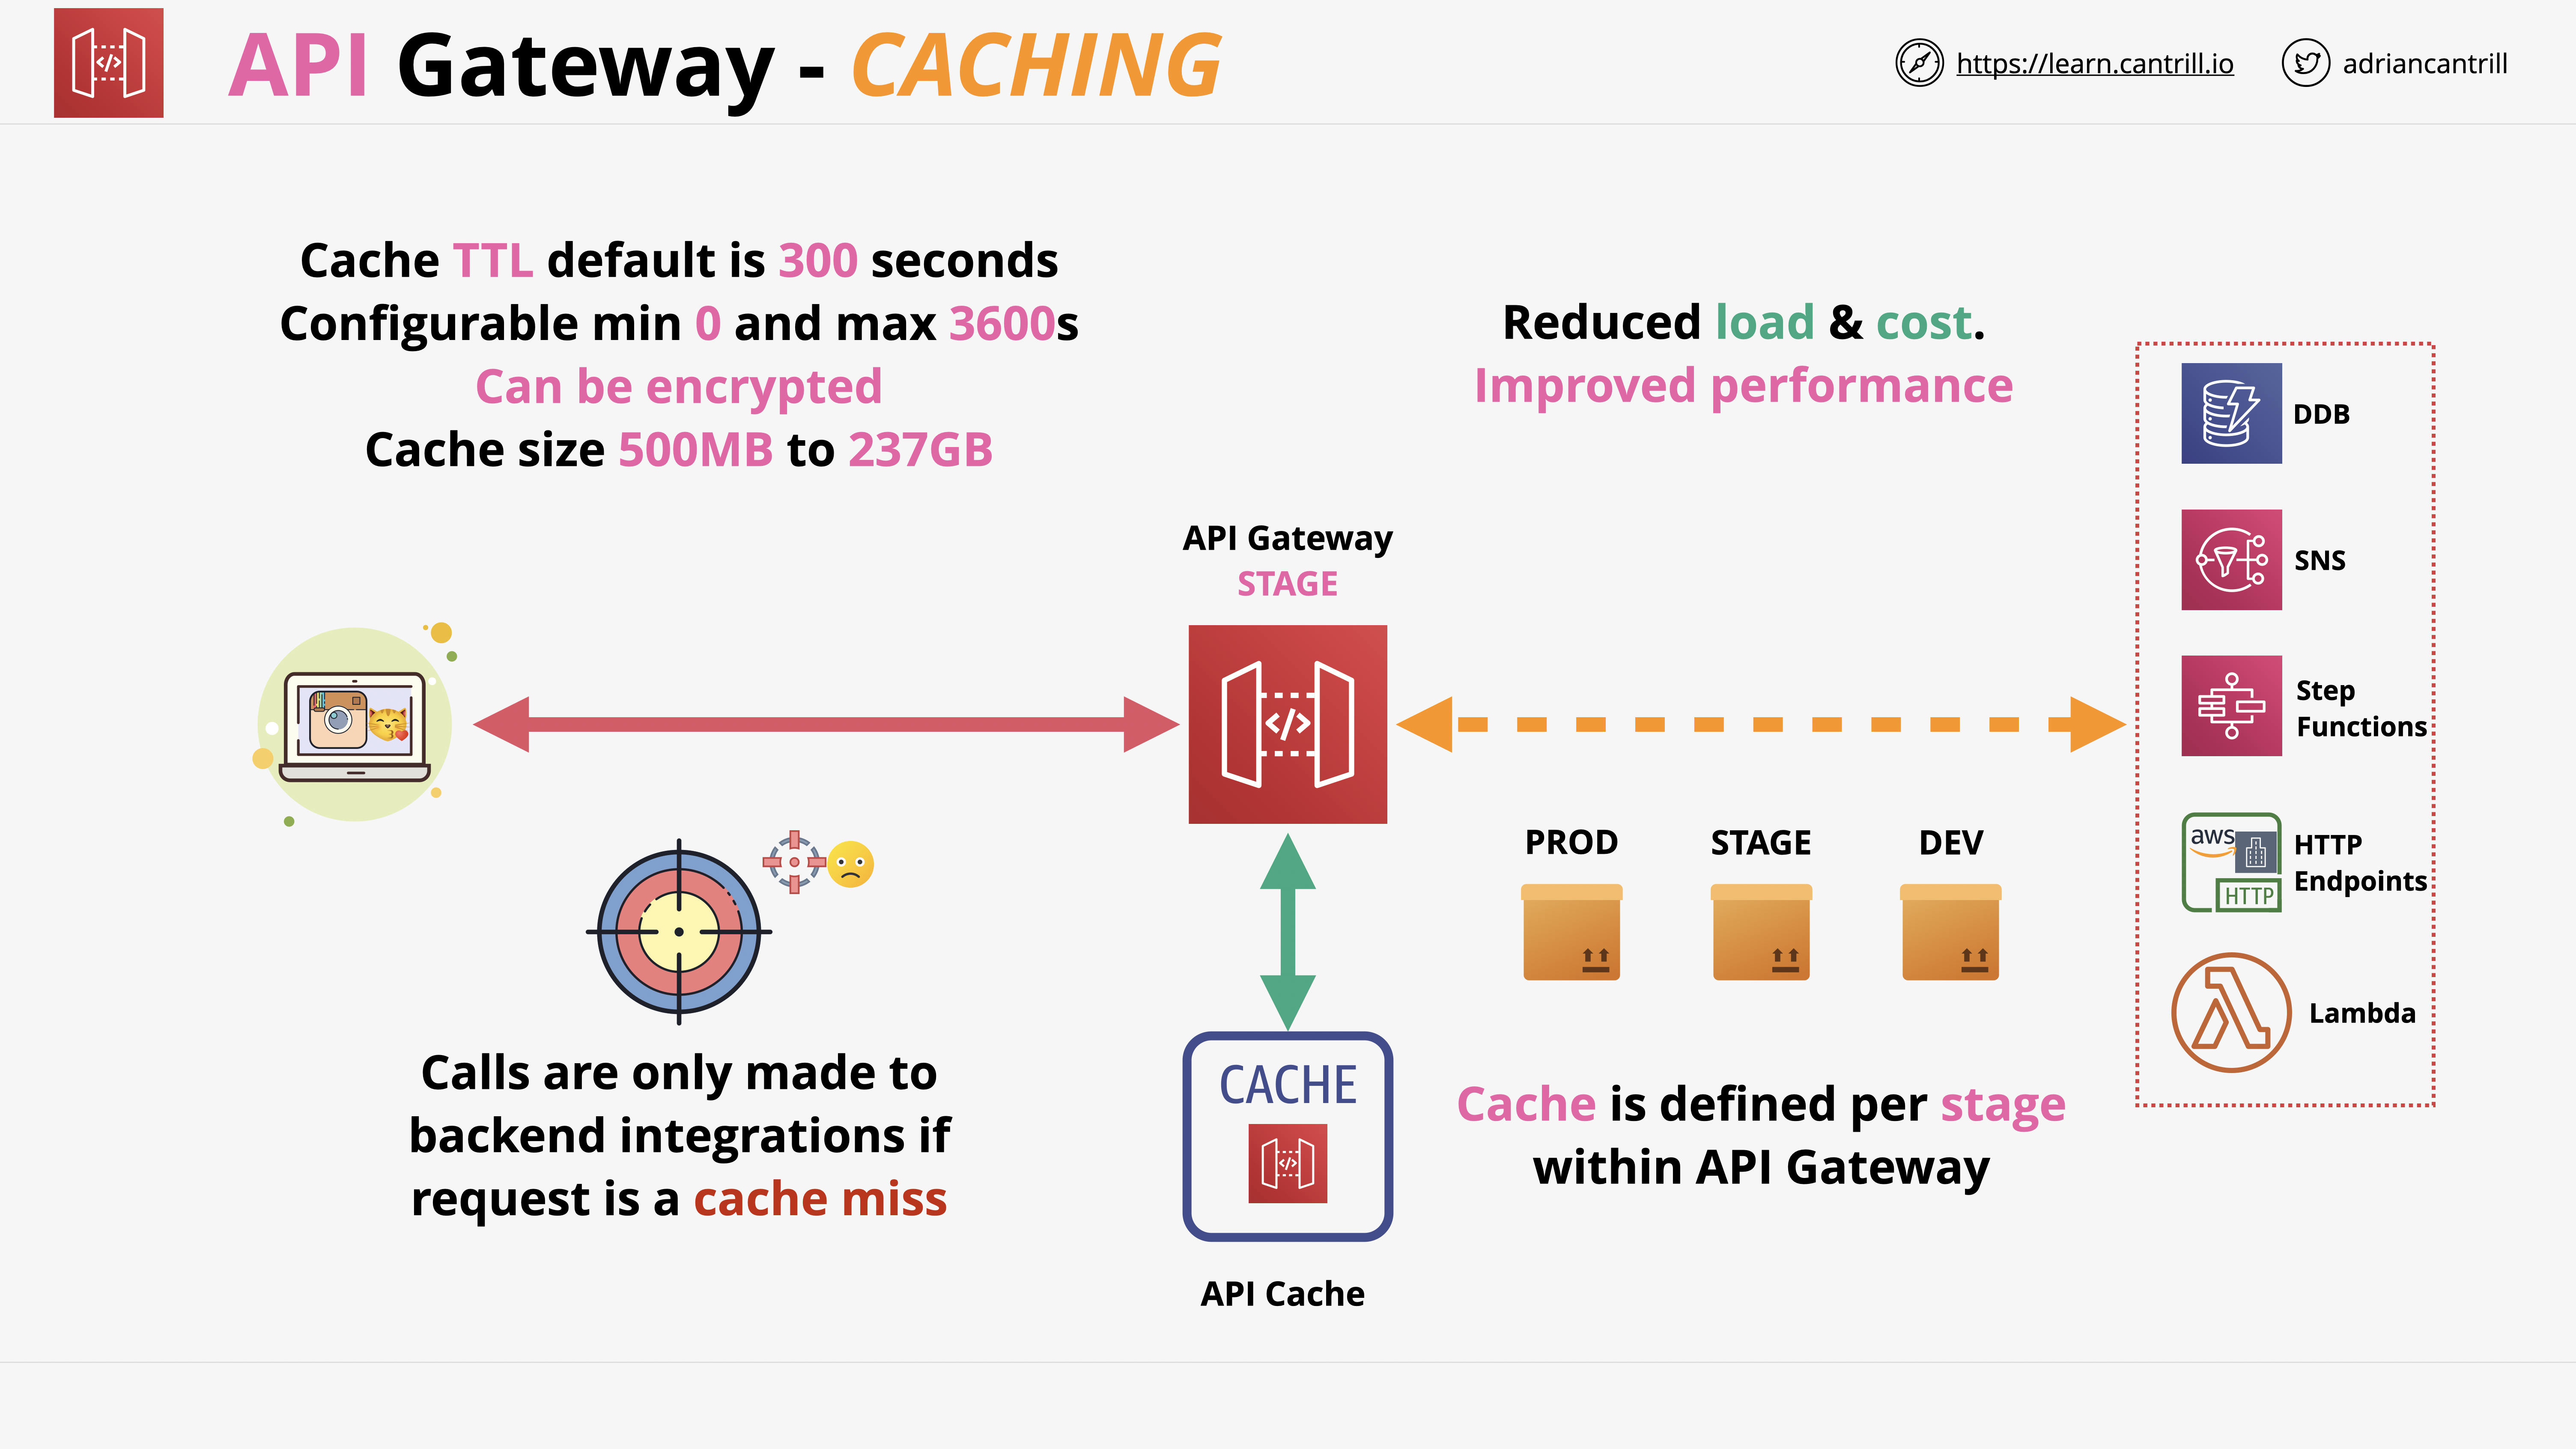 API Gateway - CACHING
https://learn.cantrill.io
adriancantrill
Cache TTL default is 300 seconds
Configurable min 0 and max 3600s
Can be encrypted
Cache size 500MB to 237GB
Reduced load & cost.
Improved performance
API Gateway
STAGE
DDB
SNS
Step
Functions
aws
HTTP
HTTP
Endpoints
Lambda
PROD
STAGE
DEV
Calls are only made to
backend integrations if
request is a cache miss
CACHE
API Cache
Cache is defined per stage
within API Gateway